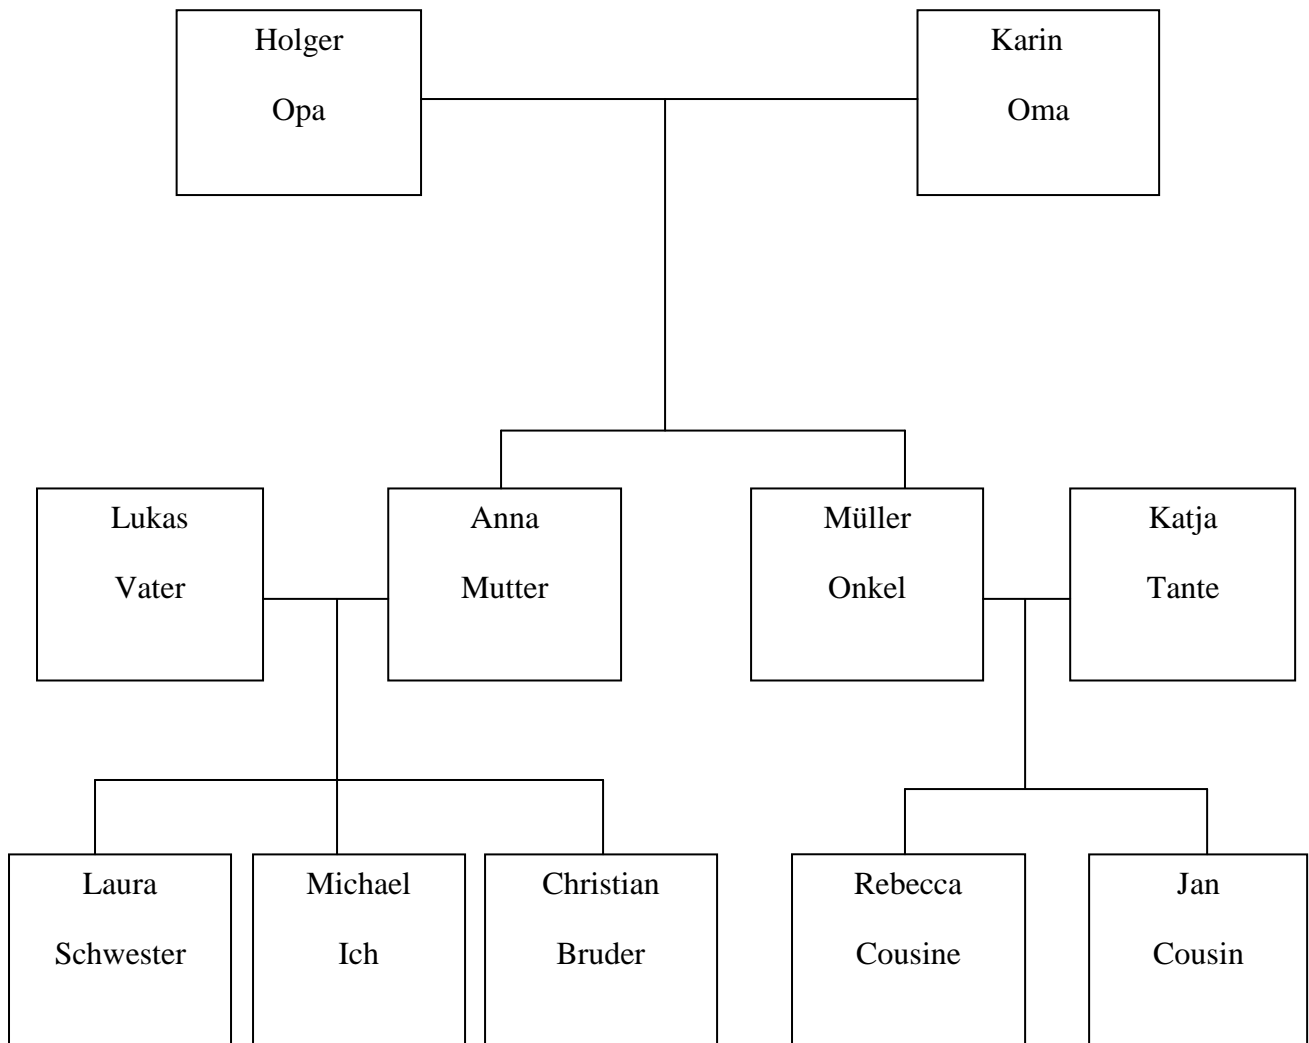 Holger
Opa
Karin
Oma
Lukas
Vater
Anna
Mutter
Müller
Onkel
Katja
Tante
Laura
Schwester
Michael
Ich
Christian
Bruder
Rebecca
Cousine
Jan
Cousin